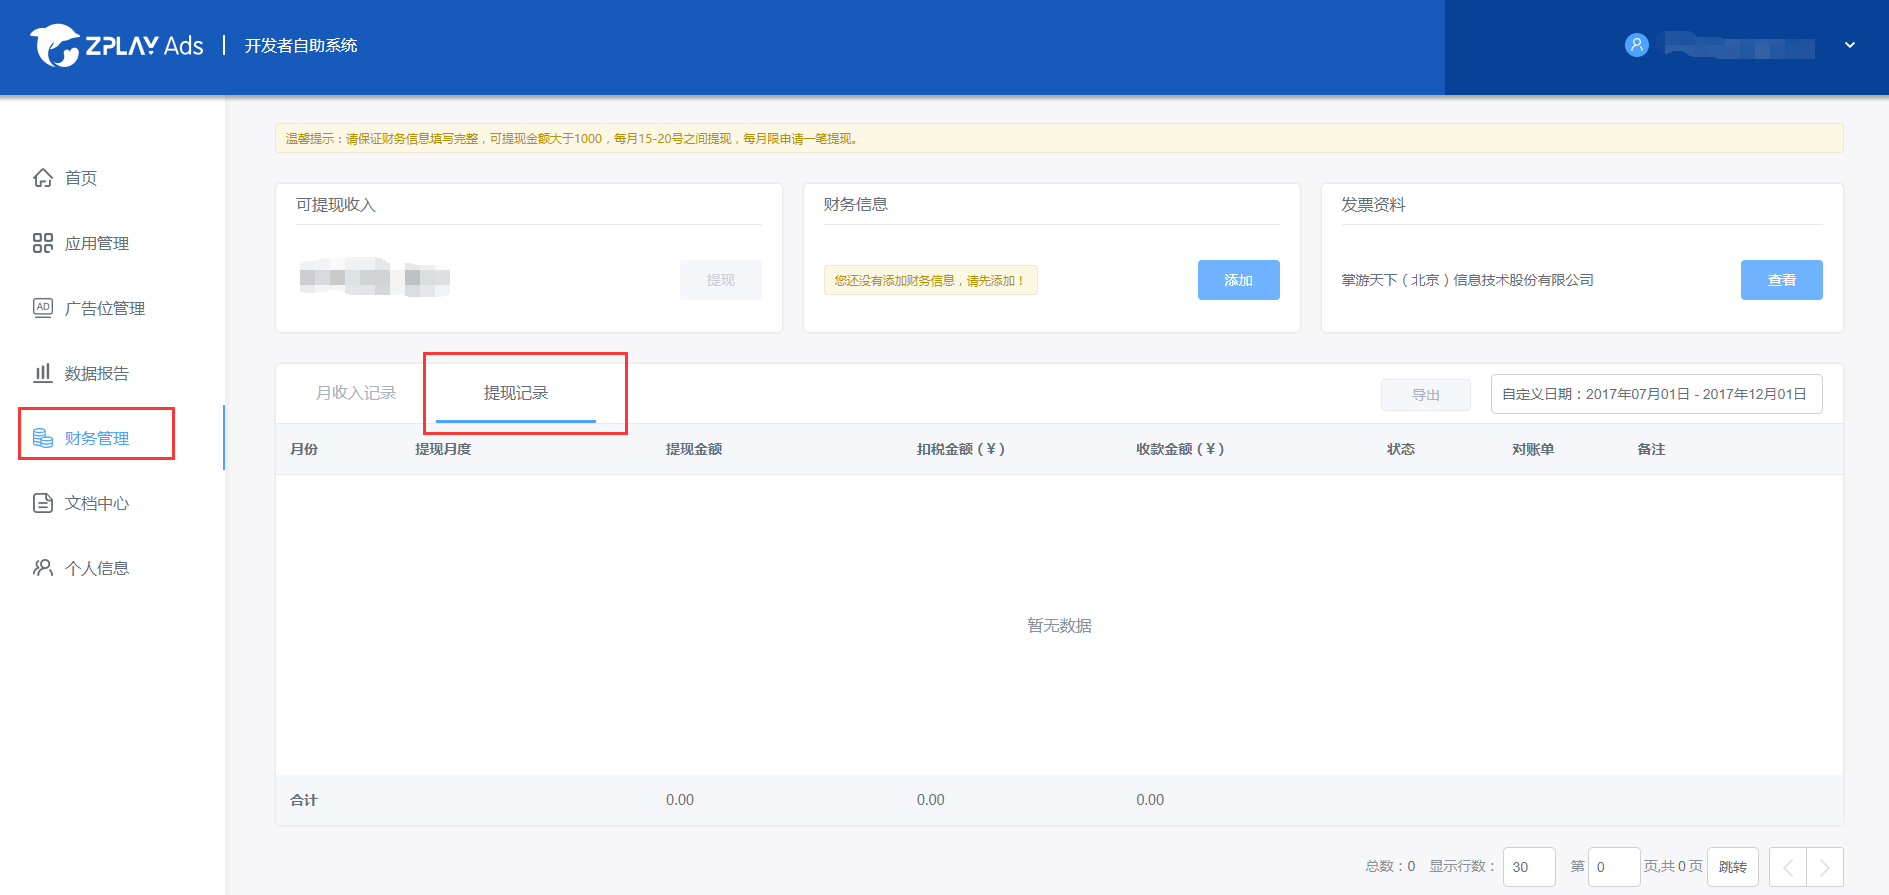 ZPLAY Ads | 开发者自助系统
温馨提示：请保证财务信息填写完整，可提现金额大于1000，每月15-20号之间提现，每月限申请一笔提现。
首页
应用管理
AD 广告位管理
数据报告
财务管理
文档中心
个人信息
可提现收入
提现
财务信息
您还没有添加财务信息，请先添加！
添加
发票资料
掌游天下（北京）信息技术股份有限公司
查看
月收入记录 提现记录 导出 自定义日期：2017年07月01日 - 2017年12月01日
月份 提现月度 提现金额 扣税金额 (¥) 收款金额 (¥) 状态 对账单 备注
暂无数据
合计 0.00 0.00 0.00
总数：0 显示行数： 30 第 0 页,共 0 页 跳转